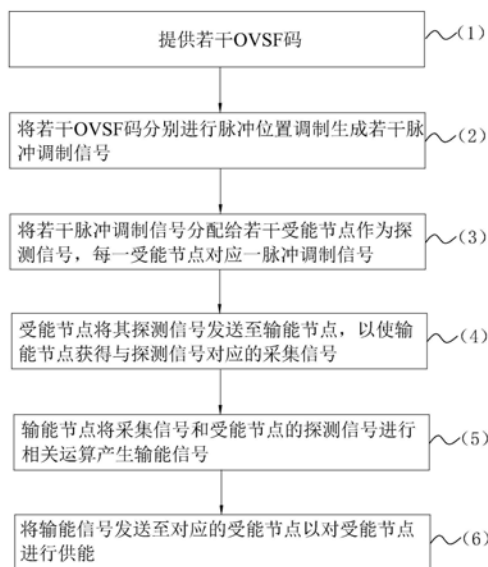 提供若干OVSF码
(1)
将若干OVSF码分别进行脉冲位置调制生成若干脉
冲调制信号
(2)
将若干脉冲调制信号分配给若干受能节点作为探
测信号，每一受能节点对应一脉冲调制信号
(3)
受能节点将其探测信号发送至输能节点，以使输
能节点获得与探测信号对应的采集信号
(4)
输能节点将采集信号和受能节点的探测信号进行
相关运算产生输能信号
(5)
将输能信号发送至对应的受能节点以对受能节点
进行供能
(6)